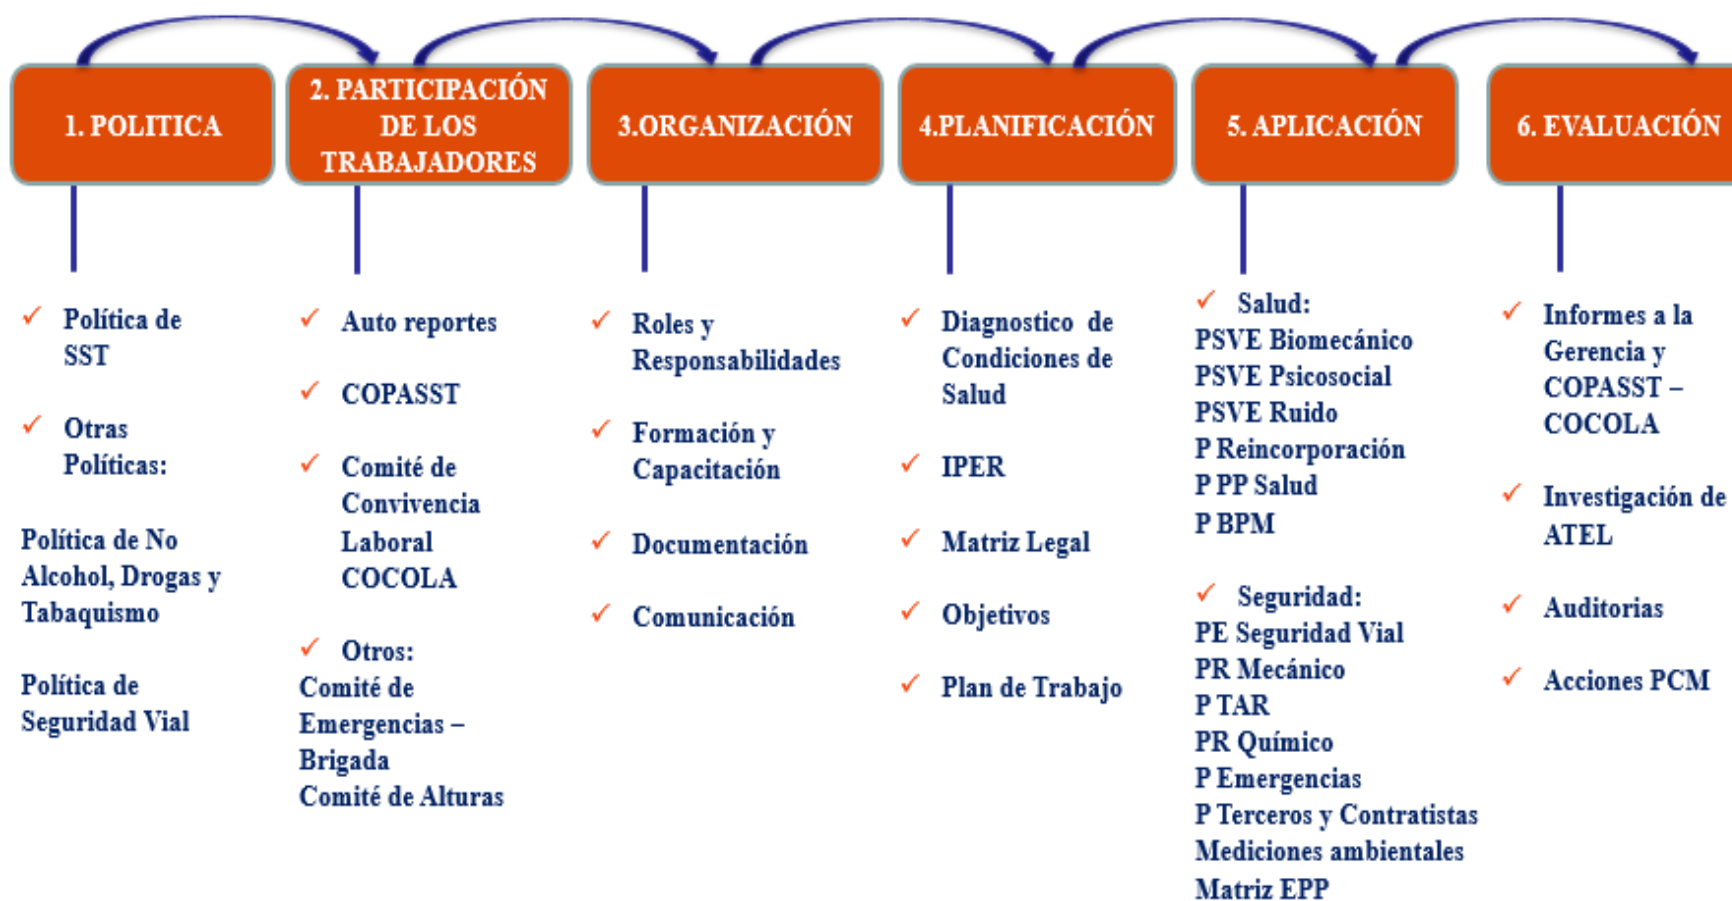 1. POLITICA
2. PARTICIPACIÓN
DE LOS
TRABAJADORES
3.ORGANIZACIÓN
4.PLANIFICACIÓN
5. APLICACIÓN
6. EVALUACIÓN
✓ Política de
SST
✓ Otras
Políticas:
Política de No
Alcohol, Drogas y
Tabaquismo
Política de
Seguridad Vial
✓ Auto reportes
✓ COPASST
✓ Comité de
Convivencia
Laboral
COCOLA
✓ Otros:
Comité de
Emergencias –
Brigada
Comité de Alturas
✓ Roles y
Responsabilidades
✓ Formación y
Capacitación
✓ Documentación
✓ Comunicación
✓ Diagnostico de
Condiciones de
Salud
✓ IPER
✓ Matriz Legal
✓ Objetivos
✓ Plan de Trabajo
✓ Salud:
PSVE Biomecánico
PSVE Psicosocial
PSVE Ruido
P Reincorporación
P PP Salud
P BPM
✓ Seguridad:
PE Seguridad Vial
PR Mecánico
P TAR
PR Químico
P Emergencias
P Terceros y Contratistas
Mediciones ambientales
Matriz EPP
✓ Informes a la
Gerencia y
COPASST –
COCOLA
✓ Investigación de
ATEL
✓ Auditorias
✓ Acciones PCM